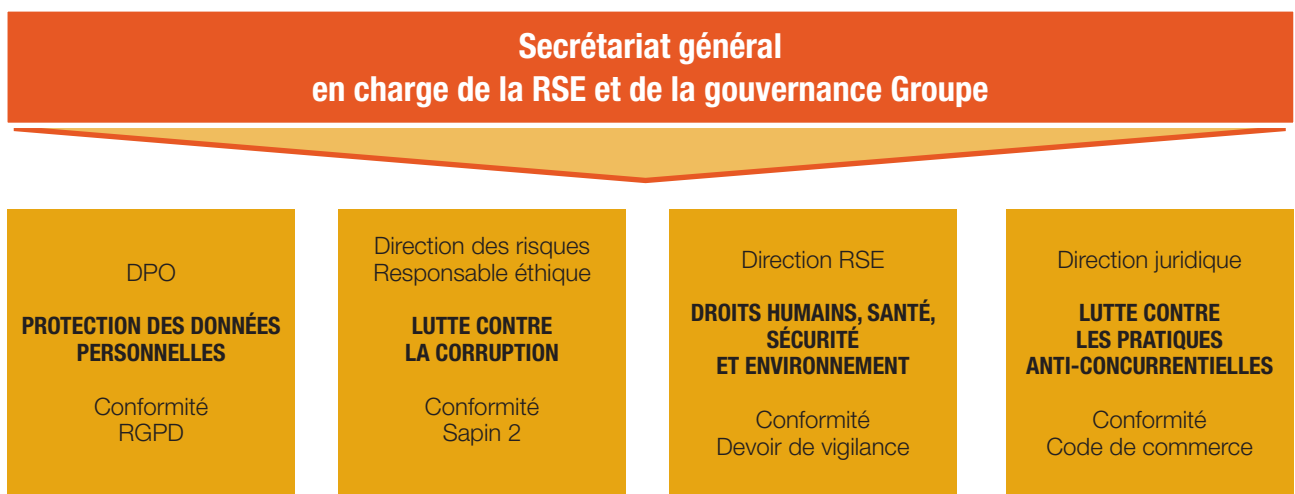 Secrétariat général
en charge de la RSE et de la gouvernance Groupe
DPO
PROTECTION DES DONNÉES
PERSONNELLES
Conformité
RGPD
Direction des risques
Responsable éthique
LUTTE CONTRE
LA CORRUPTION
Conformité
Sapin 2
Direction RSE
DROITS HUMAINS, SANTÉ,
SÉCURITÉ
ET ENVIRONNEMENT
Conformité
Devoir de vigilance
Direction juridique
LUTTE CONTRE
LES PRATIQUES
ANTI-CONCURRENTIELLES
Conformité
Code de commerce